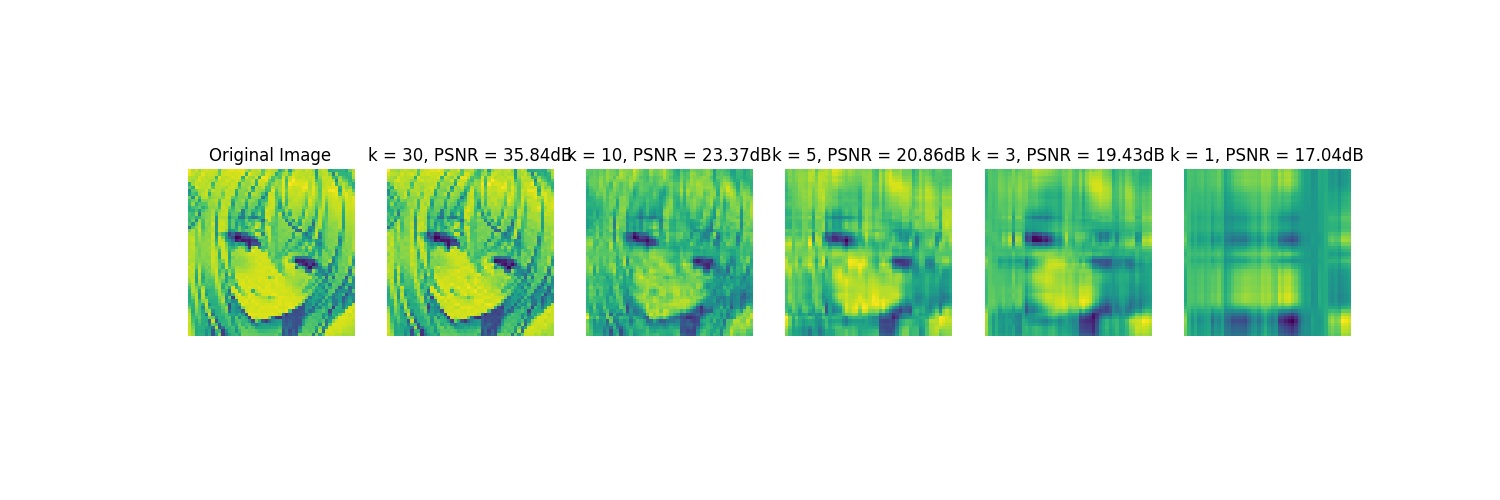 Original Image
k = 30, PSNR = 35.84dB
k = 10, PSNR = 23.37dB
k = 5, PSNR = 20.86dB
k = 3, PSNR = 19.43dB
k = 1, PSNR = 17.04dB